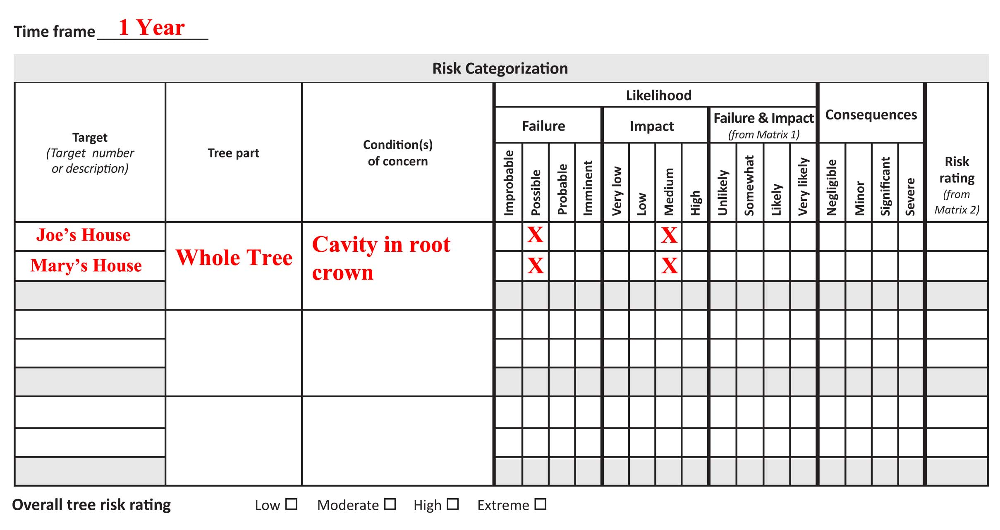 Time frame 1 Year
Risk Categorization
Target
(Target number
or description)
Tree part
Condition(s)
of concern
Likelihood
Failure
Impact
Failure & Impact
(from Matrix 1)
Consequences
Risk
rating
(from
Matrix 2)
Improbable
Possible
Probable
Imminent
Very low
Low
Medium
High
Unlikely
Somewhat
Likely
Very likely
Negligible
Minor
Significant
Severe
Joe's House
X
X
Mary's House
X
X
Whole Tree
Cavity in root
crown
Overall tree risk rating Low Moderate High Extreme